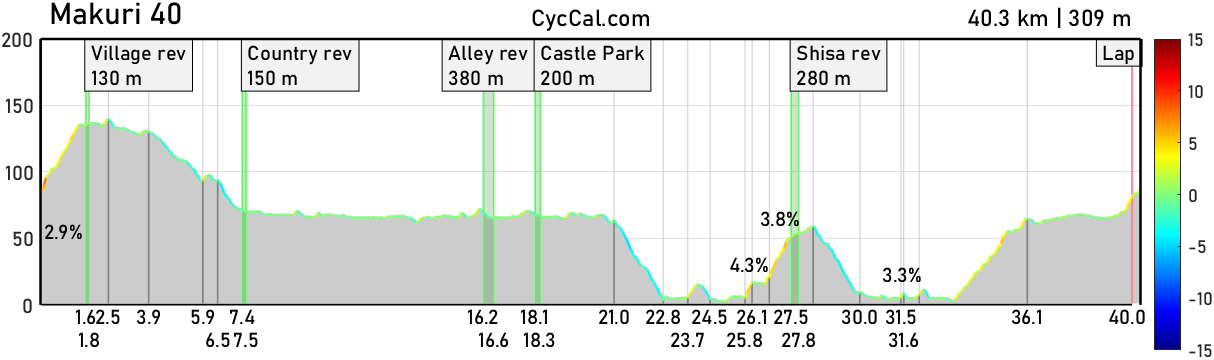 Makuri 40
CycCal.com
40.3 km | 309 m
200
150
100
50
0
Village rev
130 m
Country rev
150 m
Alley rev
380 m
Castle Park
200 m
Shisa rev
280 m
Lap
2.9%
4.3%
3.8%
3.3%
1.6 2.5 3.9 5.9 7.4 16.2 18.1 21.0 22.8 24.5 26.1 27.5 30.0 31.5 36.1 40.0
1.8 6.5 7.5 16.6 18.3 23.7 25.8 27.8 31.6
15
10
5
0
-5
-10
-15